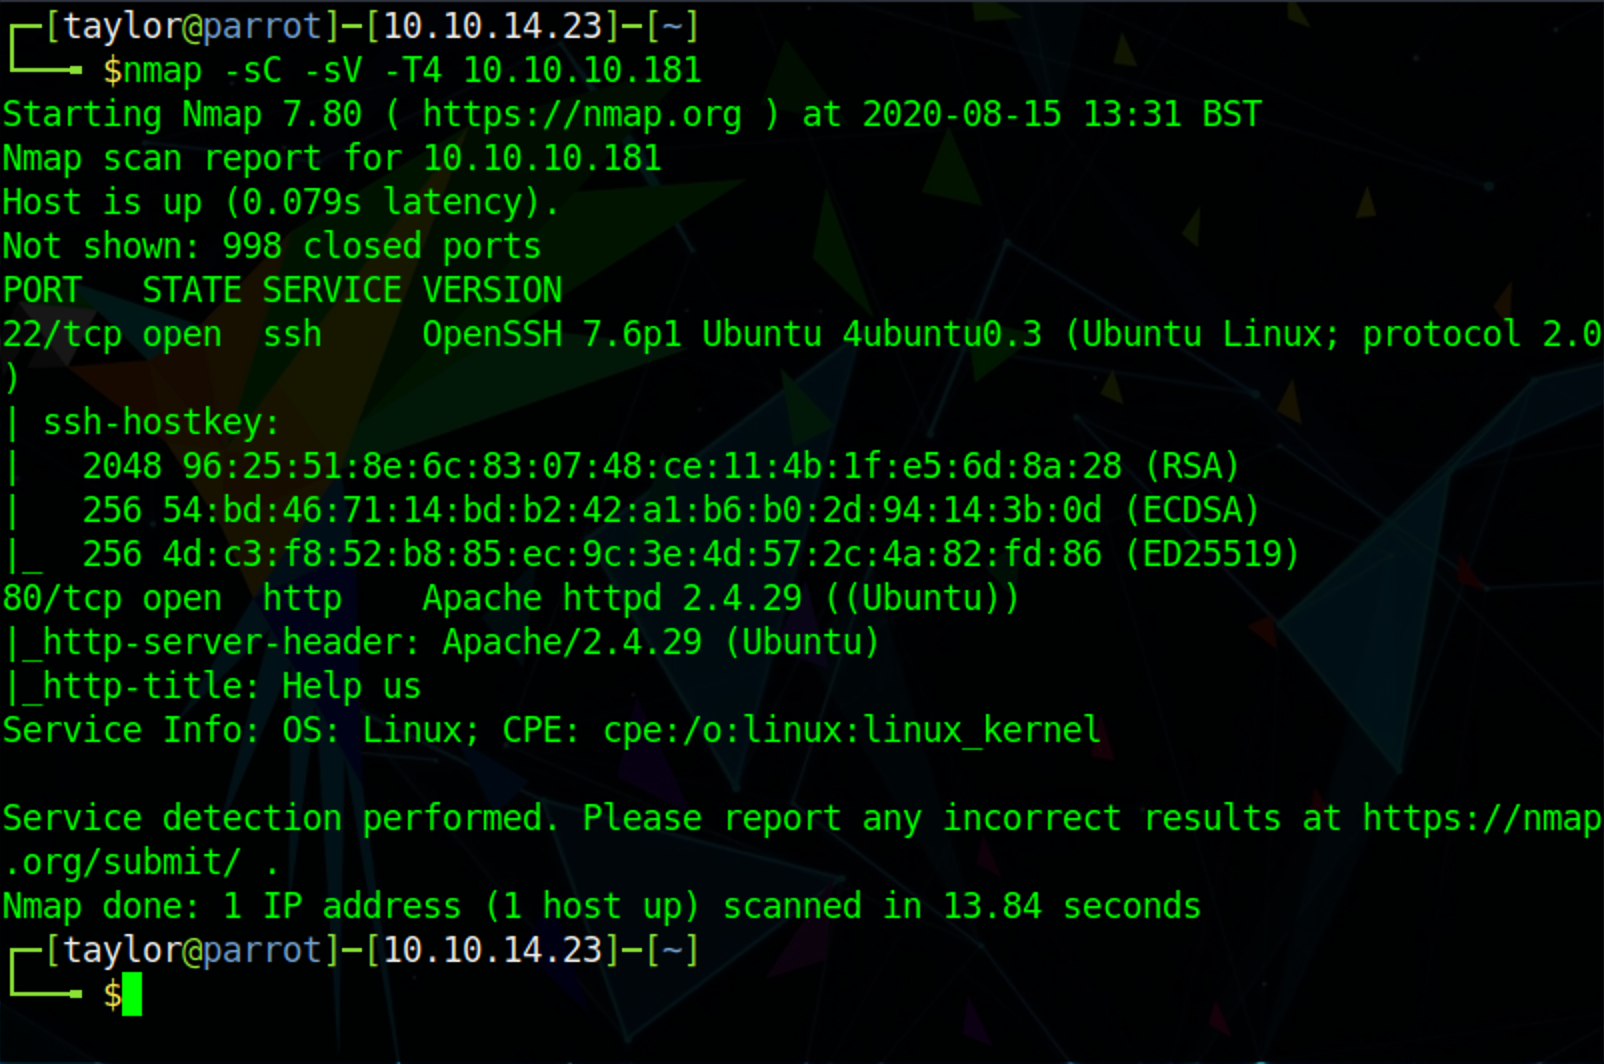 ┌─[taylor@parrot]─[10.10.14.23]─[~]
└──╼ $nmap -sC -sV -T4 10.10.10.181
Starting Nmap 7.80 ( https://nmap.org ) at 2020-08-15 13:31 BST
Nmap scan report for 10.10.10.181
Host is up (0.079s latency).
Not shown: 998 closed ports
PORT   STATE SERVICE VERSION
22/tcp open  ssh     OpenSSH 7.6p1 Ubuntu 4ubuntu0.3 (Ubuntu Linux; protocol 2.0
)
| ssh-hostkey:
|   2048 96:25:51:8e:6c:83:07:48:ce:11:4b:1f:e5:6d:8a:28 (RSA)
|   256 54:bd:46:71:14:bd:b2:42:a1:b6:b0:2d:94:14:3b:0d (ECDSA)
|_  256 4d:c3:f8:52:b8:85:ec:9c:3e:4d:57:2c:4a:82:fd:86 (ED25519)
80/tcp open  http    Apache httpd 2.4.29 ((Ubuntu))
|_http-server-header: Apache/2.4.29 (Ubuntu)
|_http-title: Help us
Service Info: OS: Linux; CPE: cpe:/o:linux:linux_kernel

Service detection performed. Please report any incorrect results at https://nmap
.org/submit/ .
Nmap done: 1 IP address (1 host up) scanned in 13.84 seconds
┌─[taylor@parrot]─[10.10.14.23]─[~]
└──╼ $